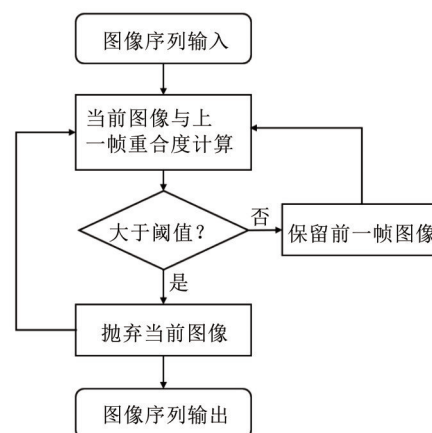 图像序列输入
当前图像与上
一帧重合度计算
大于阈值?
否
保留前一帧图像
是
抛弃当前图像
图像序列输出